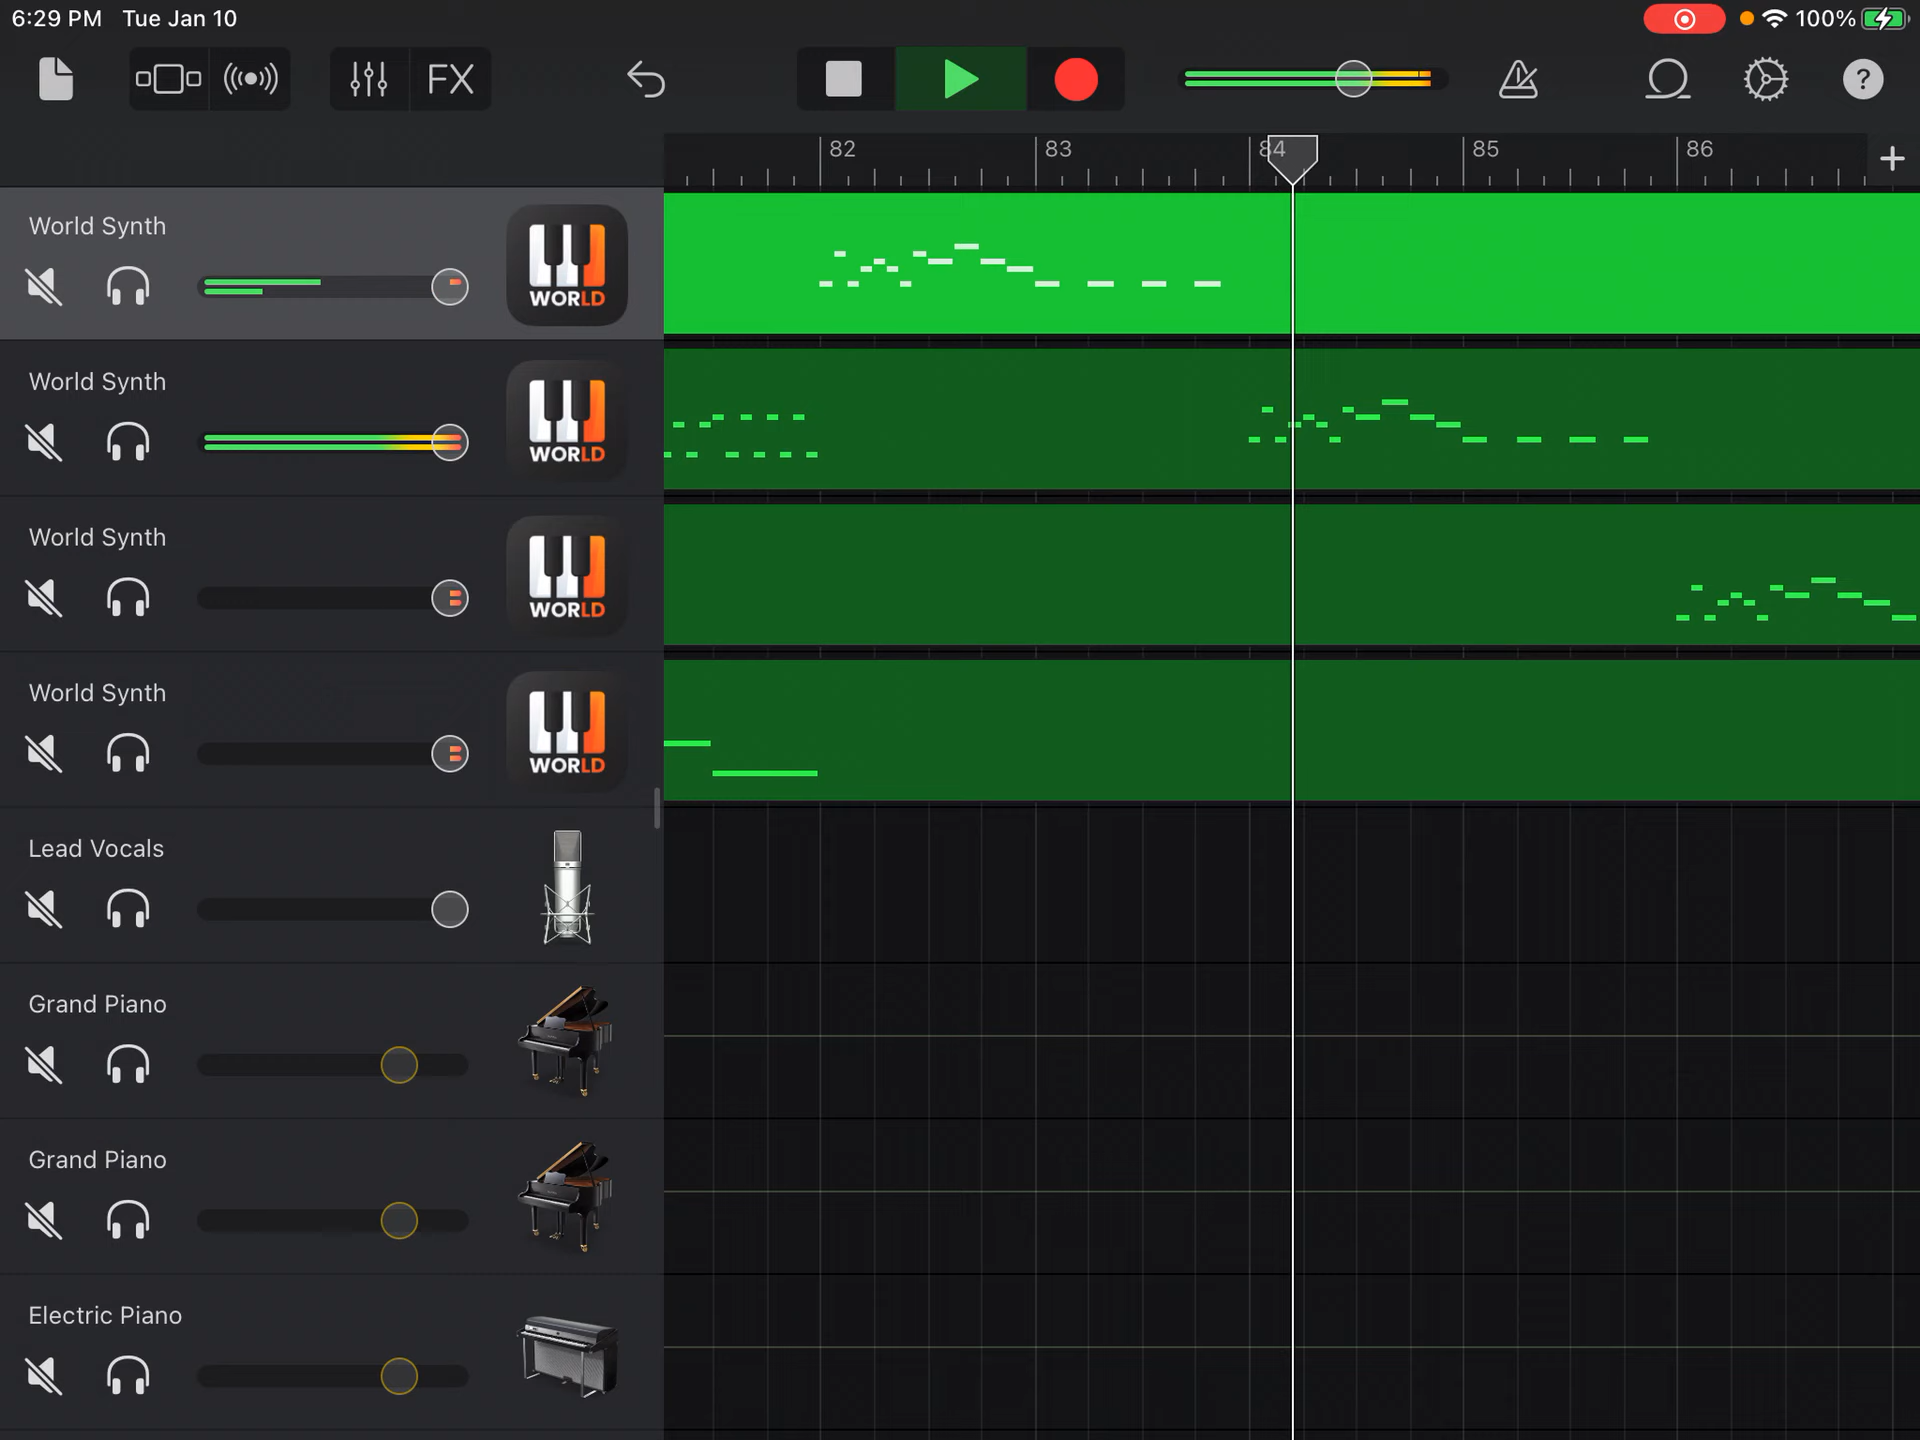 6:29 PM Tue Jan 10
100%
FX
?
82 83 84 85 86
World Synth
WORLD
World Synth
WORLD
World Synth
WORLD
World Synth
WORLD
Lead Vocals
Grand Piano
Grand Piano
Electric Piano